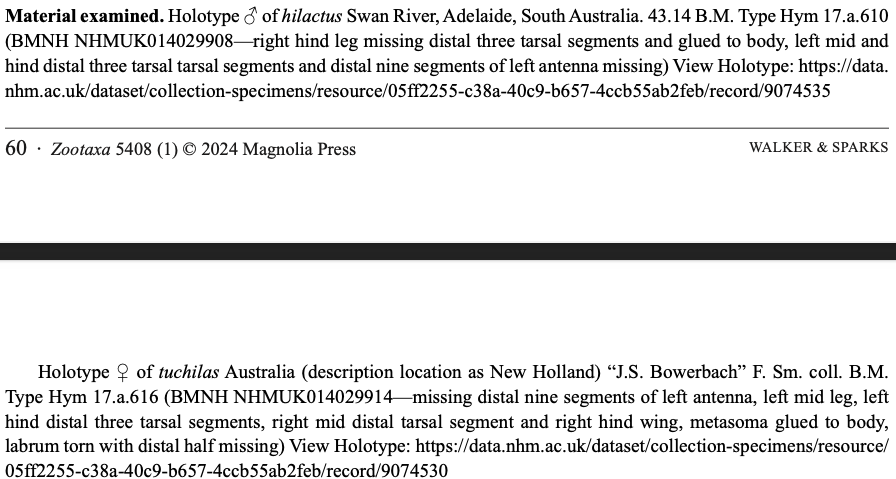 Material examined. Holotype ♂ of hilactus Swan River, Adelaide, South Australia. 43.14 B.M. Type Hym 17.a.610
(BMNH NHMUK014029908—right hind leg missing distal three tarsal segments and glued to body, left mid and
hind distal three tarsal tarsal segments and distal nine segments of left antenna missing) View Holotype: https://data.
nhm.ac.uk/dataset/collection-specimens/resource/05ff2255-c38a-40c9-b657-4ccb55ab2feb/record/9074535
60 · Zootaxa 5408 (1) © 2024 Magnolia Press WALKER & SPARKS
Holotype ♀ of tuchilas Australia (description location as New Holland) “J.S. Bowerbach” F. Sm. coll. B.M.
Type Hym 17.a.616 (BMNH NHMUK014029914—missing distal nine segments of left antenna, left mid leg, left
hind distal three tarsal segments, right mid distal tarsal segment and right hind wing, metasoma glued to body,
labrum torn with distal half missing) View Holotype: https://data.nhm.ac.uk/dataset/collection-specimens/resource/
05ff2255-c38a-40c9-b657-4ccb55ab2feb/record/9074530